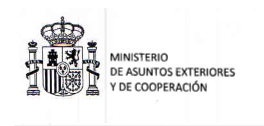 MINISTERIO
DE ASUNTOS EXTERIORES
Y DE COOPERACIÓN